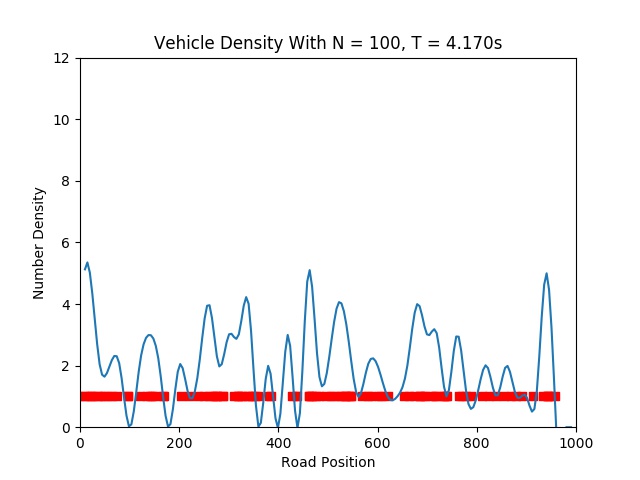 Vehicle Density With N = 100, T = 4.170s
12
10
8
6
4
2
0
Number Density
0 200 400 600 800 1000
Road Position